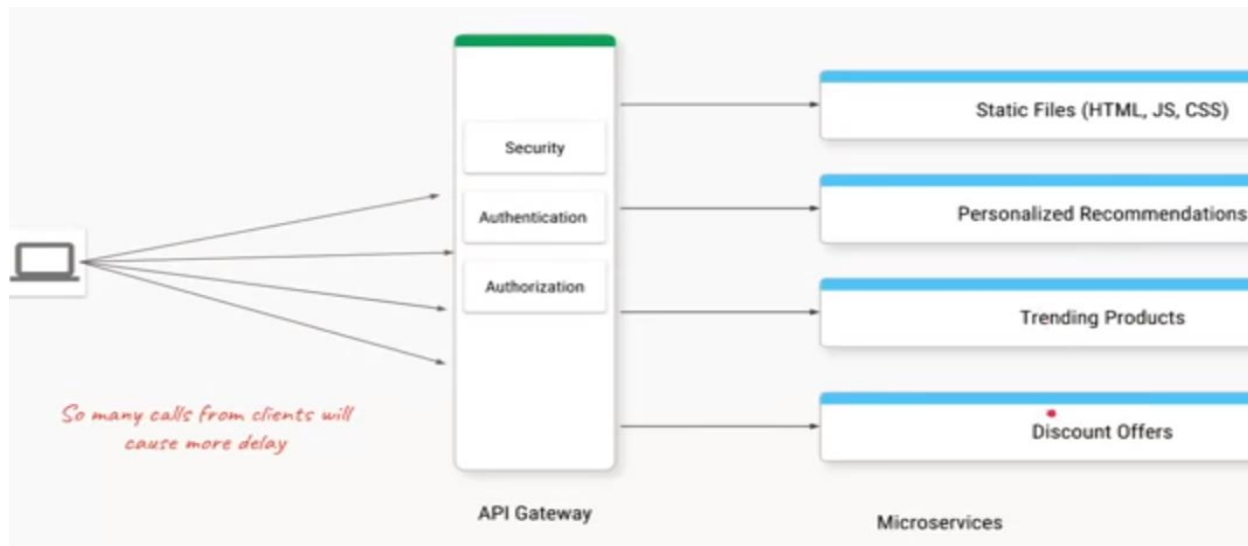 Static Files (HTML, JS, CSS)
Security
Personalized Recommendations
Authentication
Authorization
Trending Products
So many calls from clients will
cause more delay
Discount Offers
API Gateway
Microservices